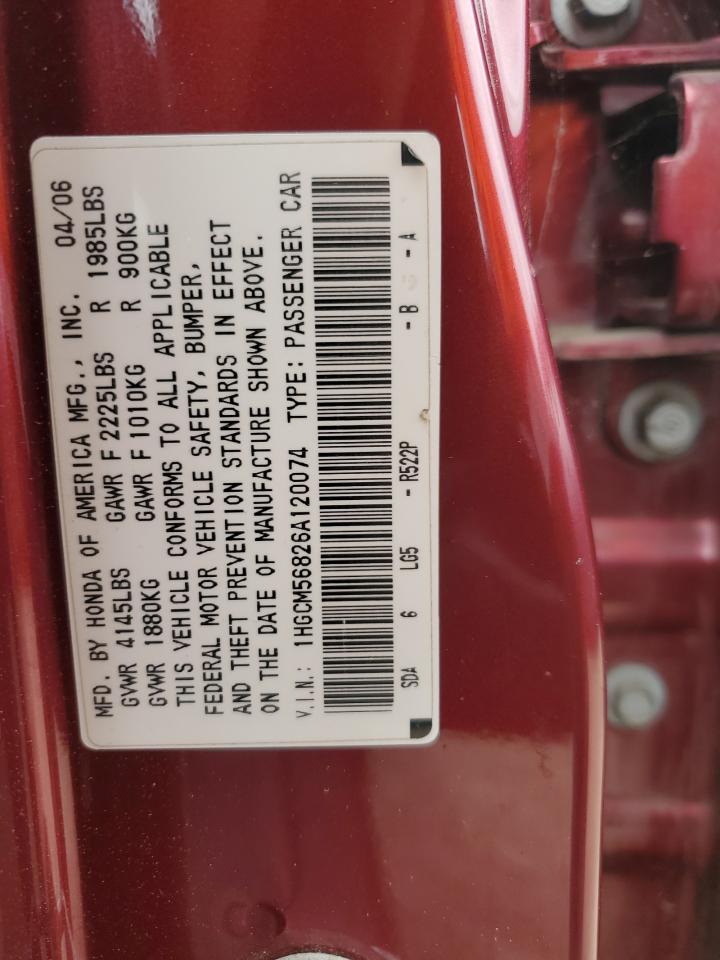 MFD. BY HONDA OF AMERICA MFG., INC. 04/06
GVWR 4145LBS GAWR F 2225LBS R 1985LBS
GVWR 1880KG GAWR F 1010KG R 900KG
THIS VEHICLE CONFORMS TO ALL APPLICABLE
FEDERAL MOTOR VEHICLE SAFETY, BUMPER,
AND THEFT PREVENTION STANDARDS IN EFFECT
ON THE DATE OF MANUFACTURE SHOWN ABOVE.
V.I.N.: 1HGCM56826A120074 TYPE: PASSENGER CAR
SDA 6 LG5 - R522P - B - A